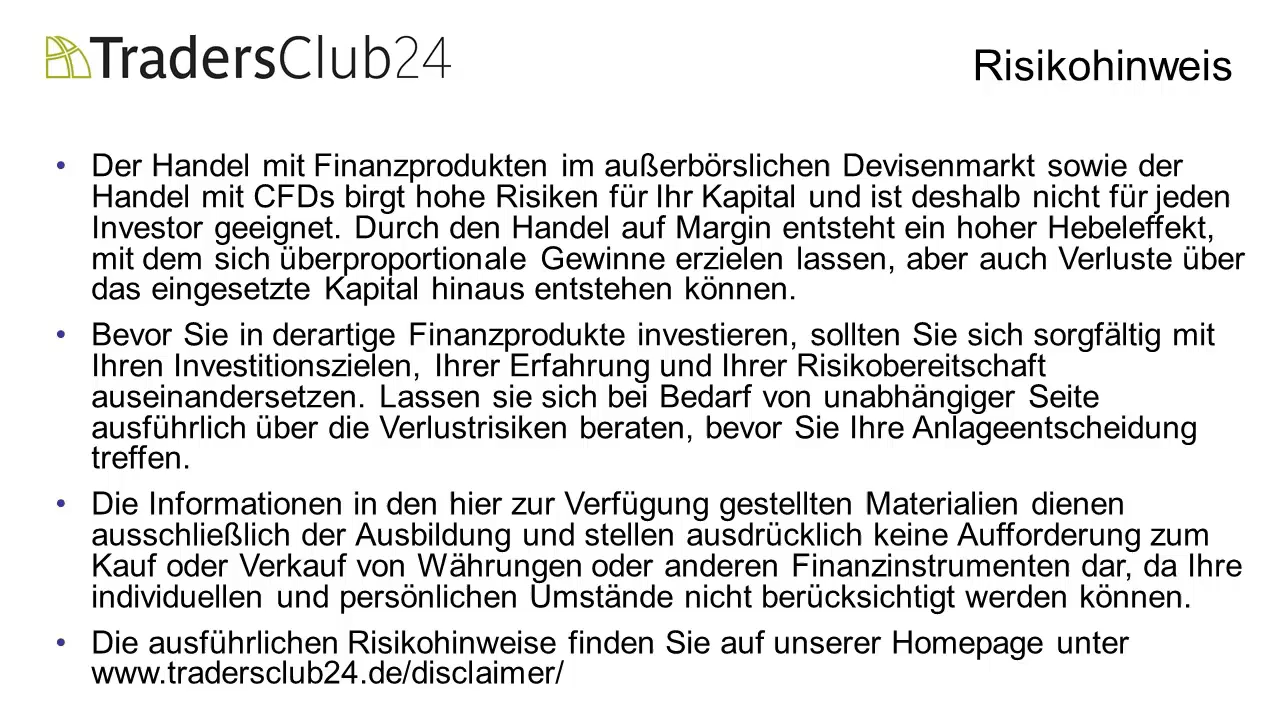 TradersClub24
Risikohinweis
• Der Handel mit Finanzprodukten im außerbörslichen Devisenmarkt sowie der
Handel mit CFDs birgt hohe Risiken für Ihr Kapital und ist deshalb nicht für jeden
Investor geeignet. Durch den Handel auf Margin entsteht ein hoher Hebeleffekt,
mit dem sich überproportionale Gewinne erzielen lassen, aber auch Verluste über
das eingesetzte Kapital hinaus entstehen können.
• Bevor Sie in derartige Finanzprodukte investieren, sollten Sie sich sorgfältig mit
Ihren Investitionszielen, Ihrer Erfahrung und Ihrer Risikobereitschaft
auseinandersetzen. Lassen sie sich bei Bedarf von unabhängiger Seite
ausführlich über die Verlustrisiken beraten, bevor Sie Ihre Anlageentscheidung
treffen.
• Die Informationen in den hier zur Verfügung gestellten Materialien dienen
ausschließlich der Ausbildung und stellen ausdrücklich keine Aufforderung zum
Kauf oder Verkauf von Währungen oder anderen Finanzinstrumenten dar, da Ihre
individuellen und persönlichen Umstände nicht berücksichtigt werden können.
• Die ausführlichen Risikohinweise finden Sie auf unserer Homepage unter
www.tradersclub24.de/disclaimer/